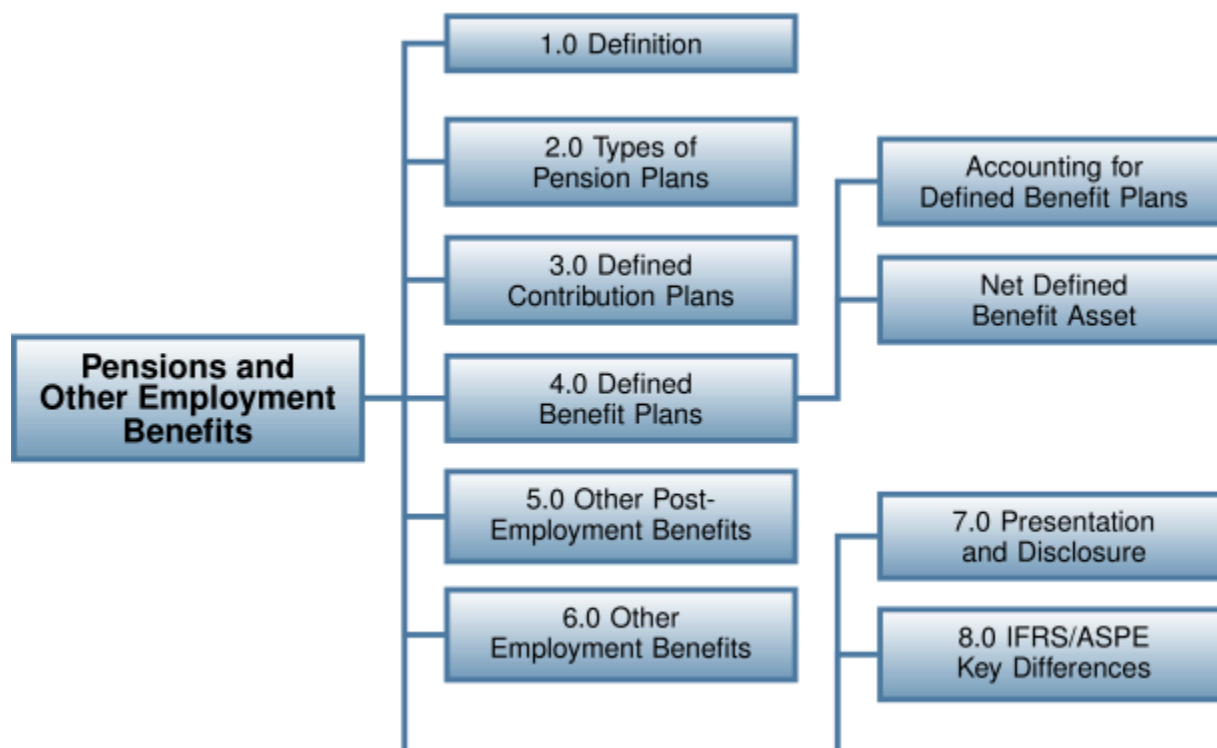 Pensions and
Other Employment
Benefits
1.0 Definition
2.0 Types of
Pension Plans
3.0 Defined
Contribution Plans
4.0 Defined
Benefit Plans
Accounting for
Defined Benefit Plans
Net Defined
Benefit Asset
5.0 Other Post-
Employment Benefits
6.0 Other
Employment Benefits
7.0 Presentation
and Disclosure
8.0 IFRS/ASPE
Key Differences